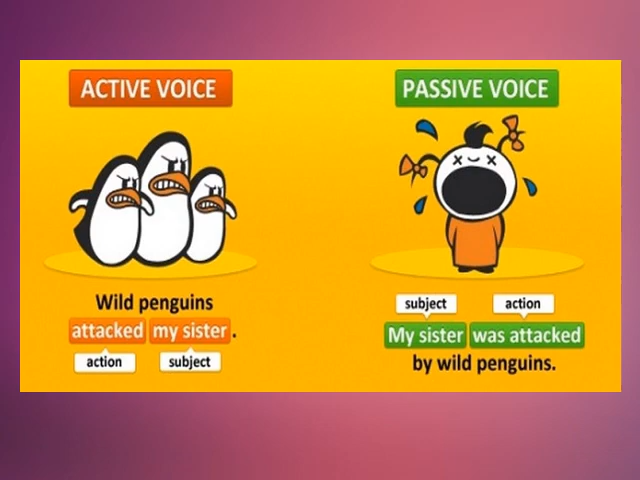 ACTIVE VOICE
Wild penguins
attacked my sister.
action subject
PASSIVE VOICE
subject action
My sister was attacked
by wild penguins.